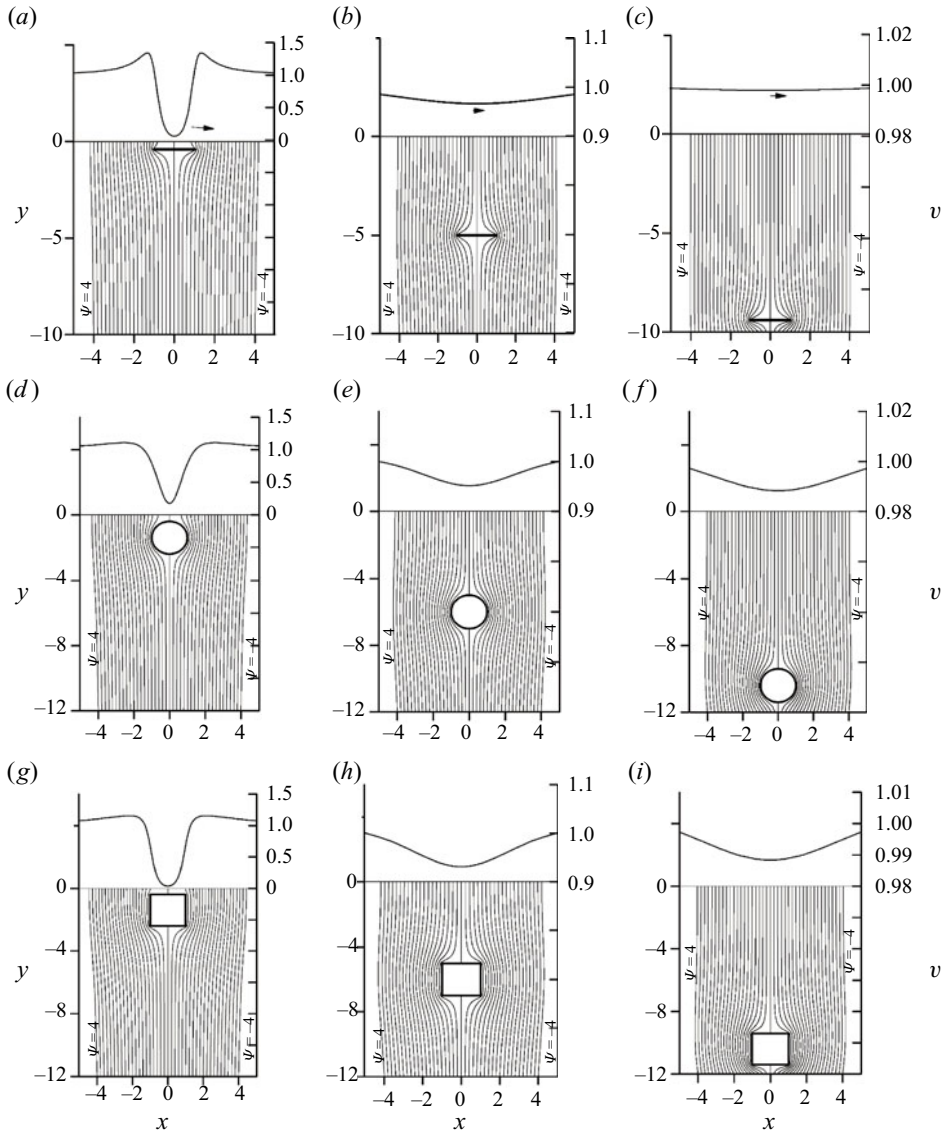 (a)
(b)
(c)
1.5
1.0
0.5
0
1.1
1.0
0.9
1.02
1.00
0.98
0
y
–5
–10
Ψ = 4
Ψ = –4
–4 –2 0 2 4
0
–5
–10
Ψ = 4
Ψ = –4
–4 –2 0 2 4
0
–5
–10
Ψ = 4
Ψ = –4
–4 –2 0 2 4
v
(d)
(e)
(f)
1.5
1.0
0.5
0
1.1
1.0
0.9
1.02
1.00
0.98
0
y
–4
–8
–12
Ψ = 4
Ψ = –4
–4 –2 0 2 4
0
–4
–8
–12
Ψ = 4
Ψ = –4
–4 –2 0 2 4
0
–4
–8
–12
Ψ = 4
Ψ = –4
–4 –2 0 2 4
v
(g)
(h)
(i)
1.5
1.0
0.5
0
1.1
1.0
0.9
1.01
1.00
0.99
0.98
0
y
–4
–8
–12
Ψ = 4
Ψ = –4
–4 –2 0 2 4
x
0
–4
–8
–12
Ψ = 4
Ψ = –4
–4 –2 0 2 4
x
0
–4
–8
–12
Ψ = 4
Ψ = –4
–4 –2 0 2 4
x
v